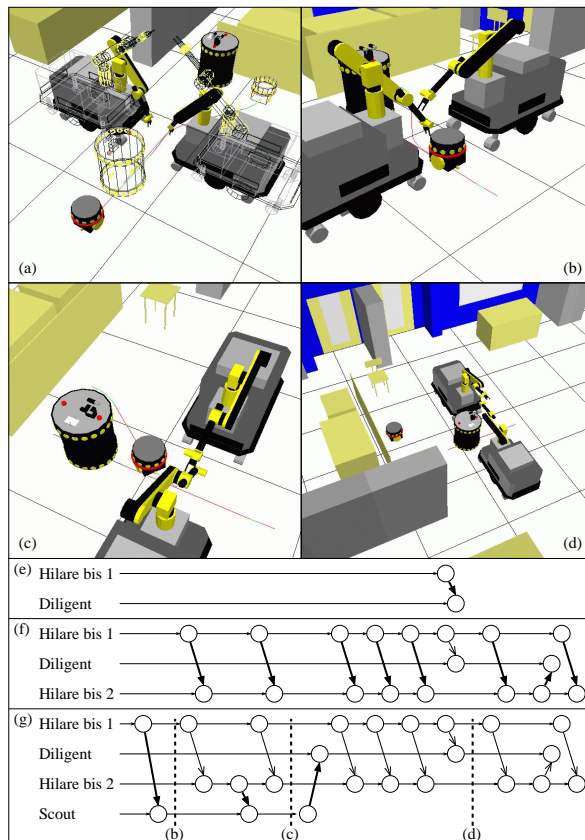 (a)
(b)
(c)
(d)
(e)
Hilare bis 1
Diligent
(f)
Hilare bis 1
Diligent
Hilare bis 2
(g)
Hilare bis 1
Diligent
Hilare bis 2
Scout
(b)
(c)
(d)